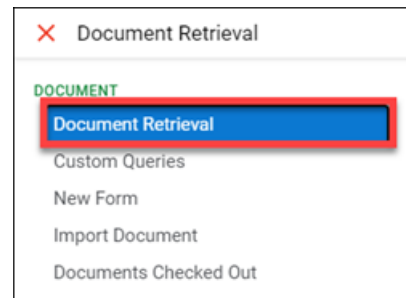 Document Retrieval
DOCUMENT
Document Retrieval
Custom Queries
New Form
Import Document
Documents Checked Out